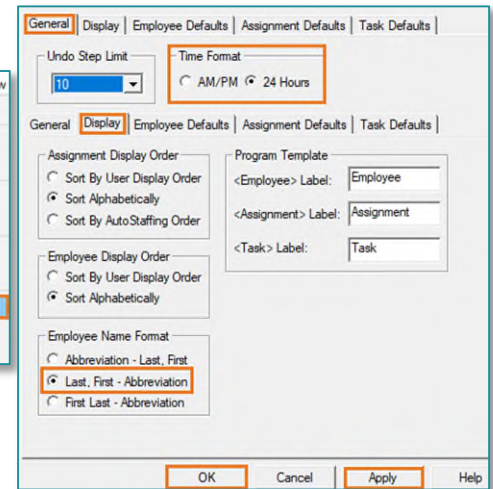 General | Display | Employee Defaults | Assignment Defaults | Task Defaults |
Undo Step Limit
10
Time Format
AM/PM
24 Hours
General Display Employee Defaults | Assignment Defaults | Task Defaults |
Assignment Display Order
Sort By User Display Order
Sort Alphabetically
Sort By AutoStaffing Order
Employee Display Order
Sort By User Display Order
Sort Alphabetically
Employee Name Format
Abbreviation - Last, First
Last, First - Abbreviation
First Last - Abbreviation
Program Template
<Employee> Label: Employee
<Assignment> Label: Assignment
<Task> Label: Task
OK Cancel Apply Help